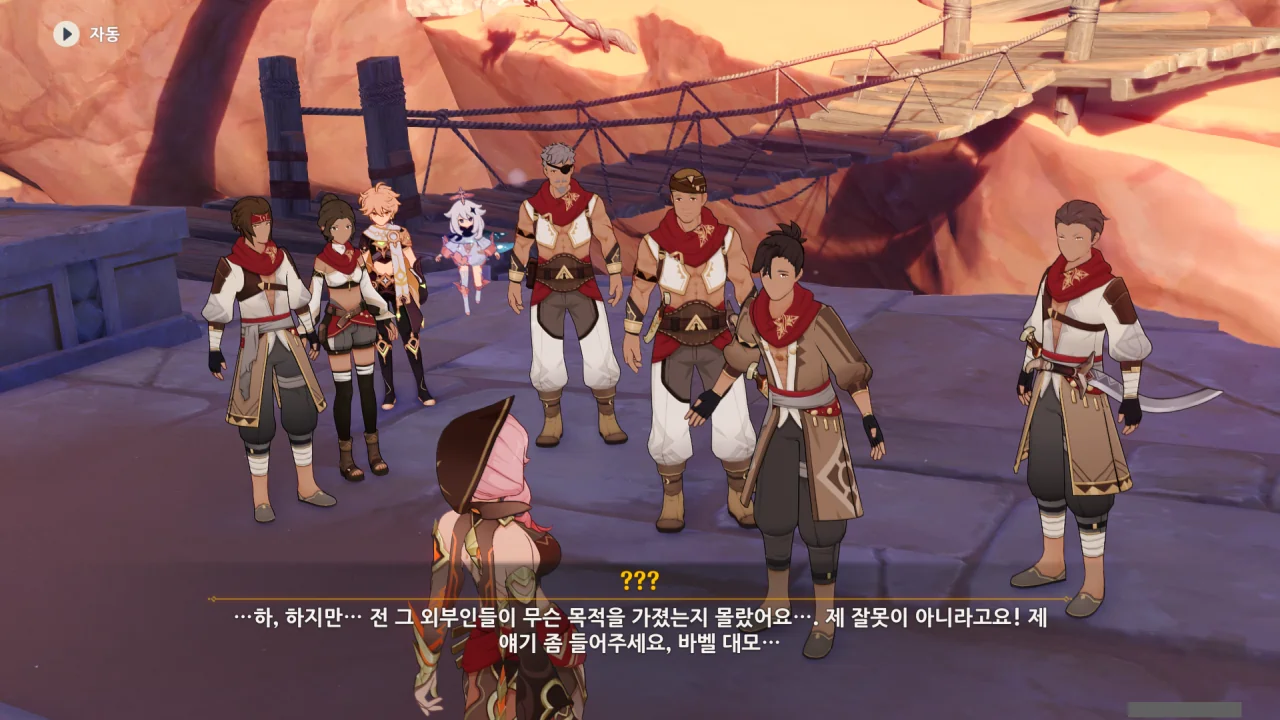 자동
???
…하, 하지만… 전 그 외부인들이 무슨 목적을 가졌는지 몰랐어요…. 제 잘못이 아니라고요! 제
얘기 좀 들어주세요, 바벨 대모…